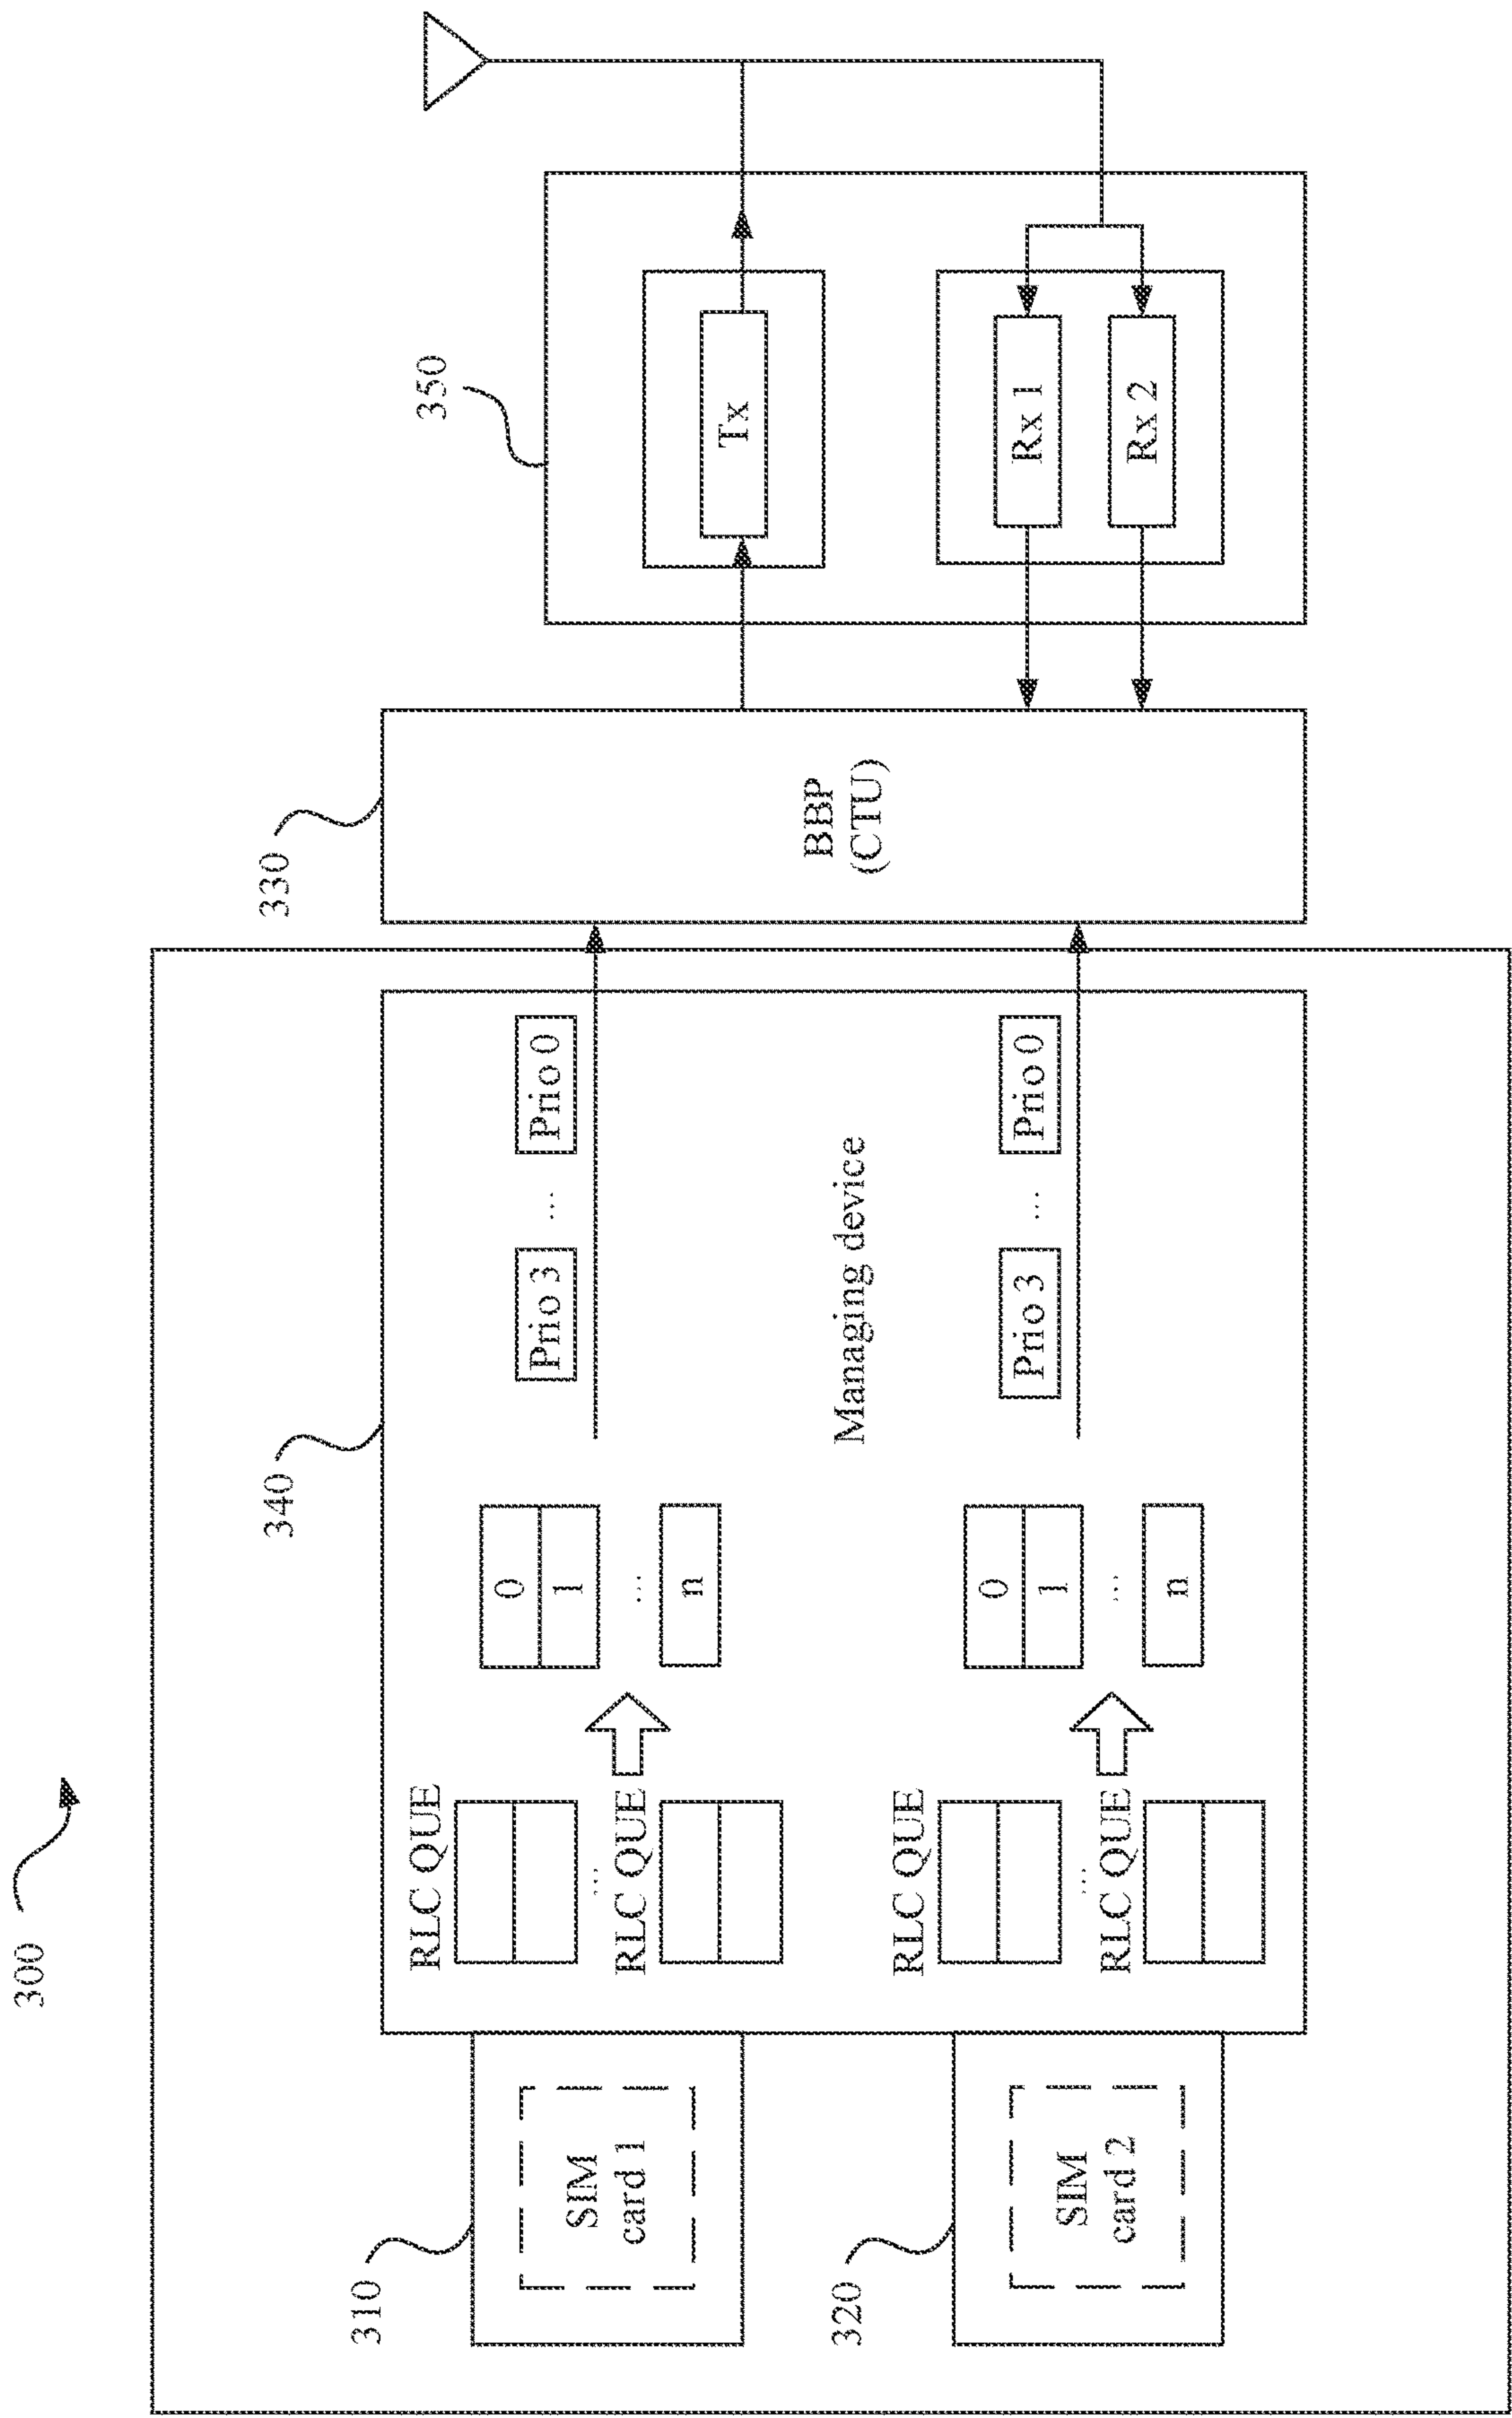 300
310
SIM
card 1
320
SIM
card 2
340
RLC QUE
...
RLC QUE
0
1
...
n
Prio 3
...
Prio 0
Managing device
RLC QUE
...
RLC QUE
0
1
...
n
Prio 3
...
Prio 0
330
BBP
(CTU)
350
Tx
Rx 1
Rx 2